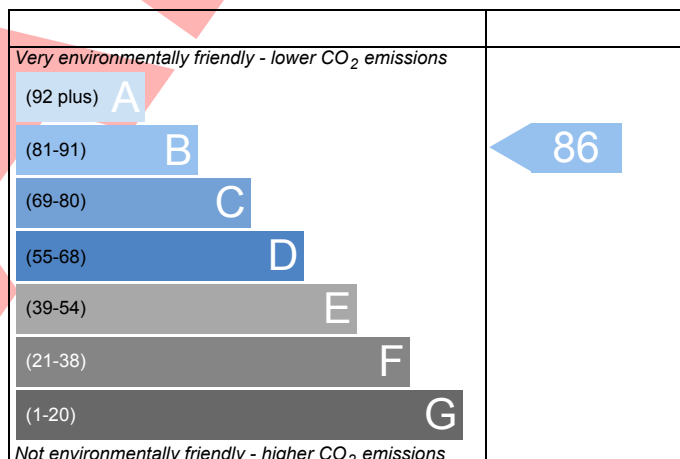 Very environmentally friendly - lower CO2 emissions
(92 plus) A
(81-91) B
86
(69-80) C
(55-68) D
(39-54) E
(21-38) F
(1-20) G
Not environmentally friendly - higher CO2 emissions